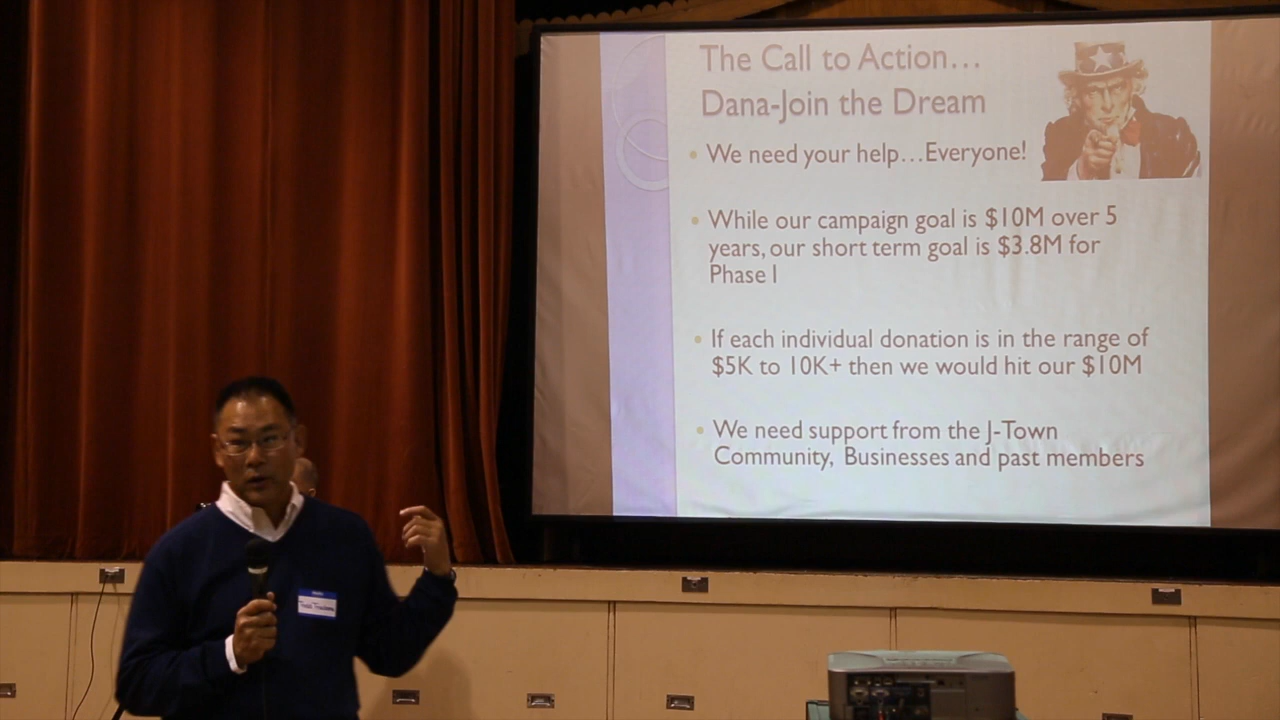 The Call to Action…
Dana-Join the Dream
• We need your help…Everyone!
• While our campaign goal is $10M over 5
years, our short term goal is $3.8M for
Phase I
• If each individual donation is in the range of
$5K to 10K+ then we would hit our $10M
• We need support from the J-Town
Community, Businesses and past members
Todd